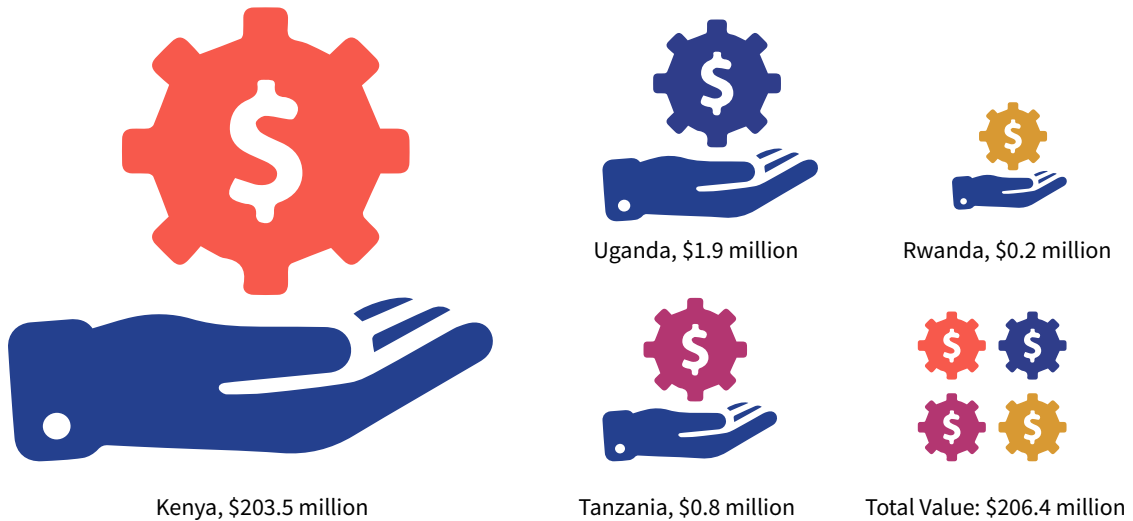 $
$
$
Uganda, $1.9 million
Rwanda, $0.2 million
$
$
$
$
$
Kenya, $203.5 million
Tanzania, $0.8 million
Total Value: $206.4 million